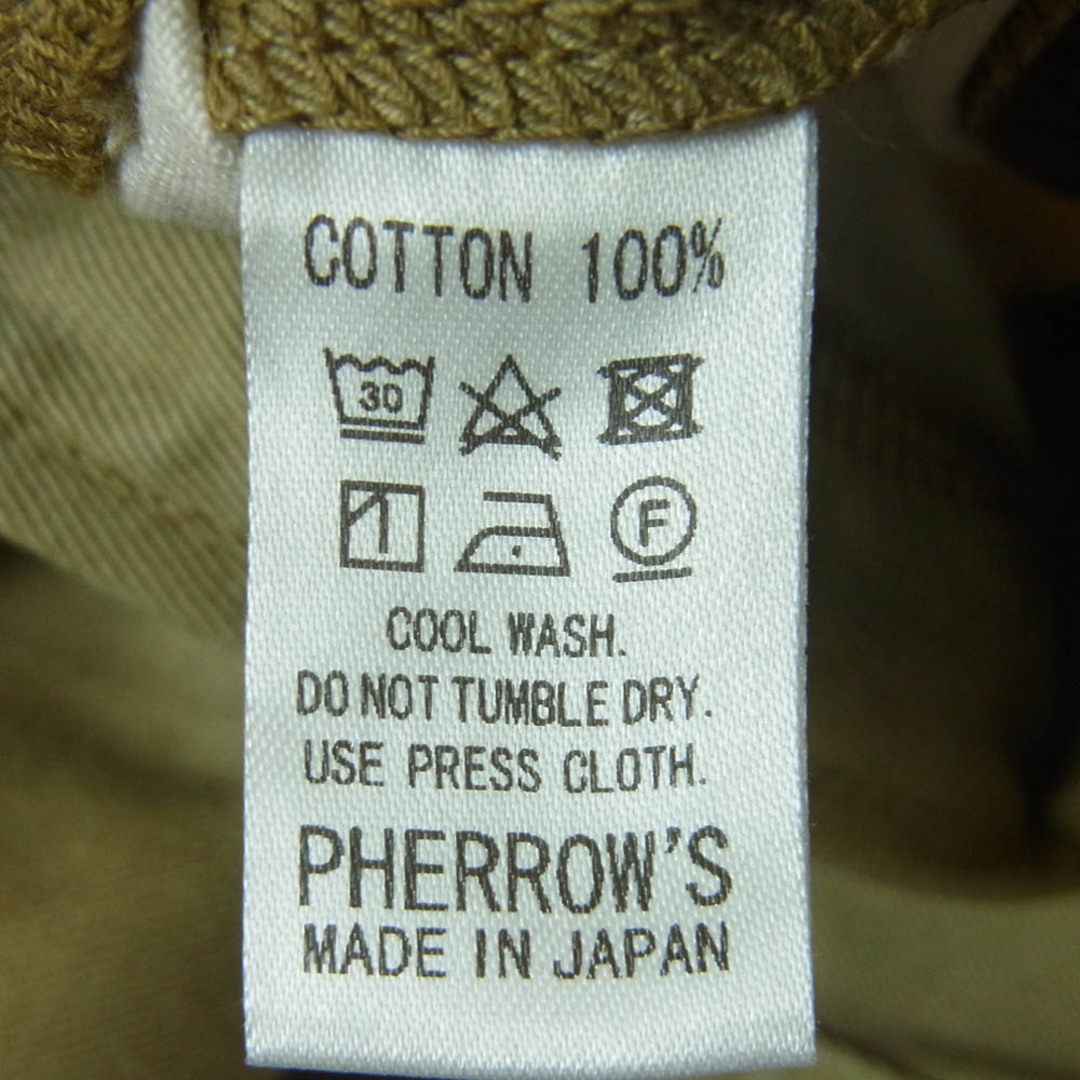 COTTON 100%
30
F
COOL WASH.
DO NOT TUMBLE DRY.
USE PRESS CLOTH.
PHERROW'S
MADE IN JAPAN